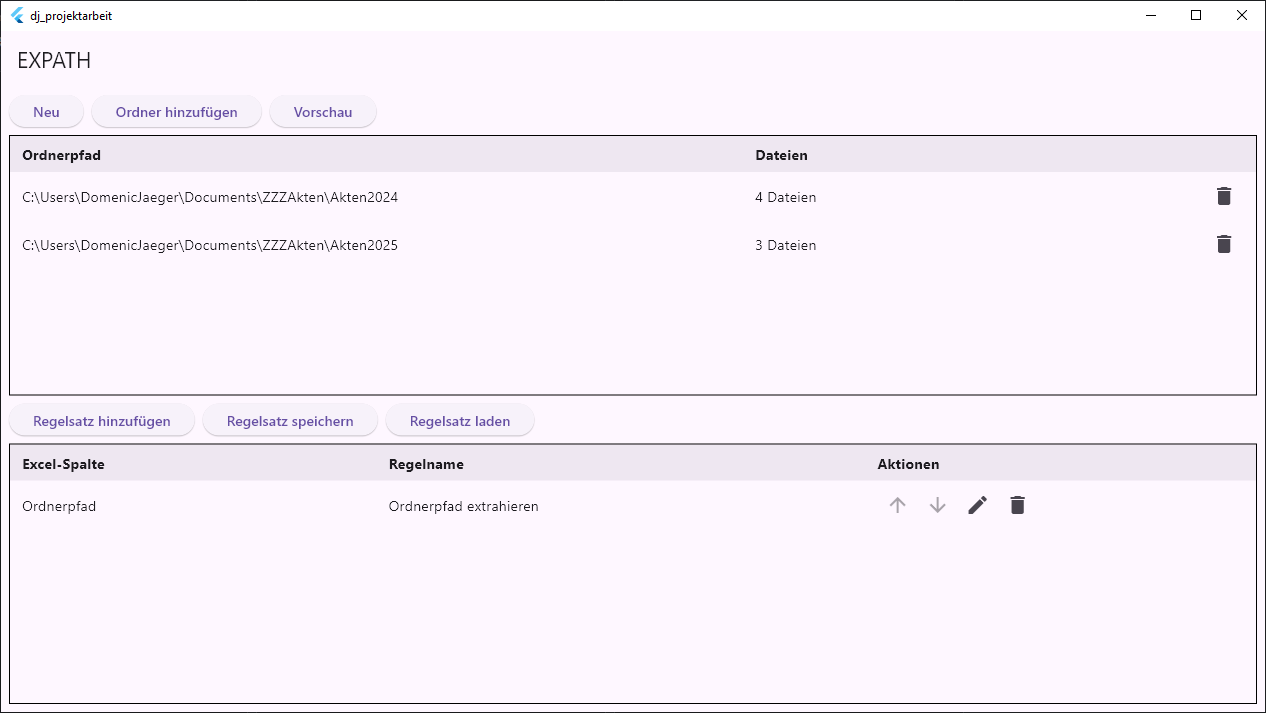 dj_projektarbeit
EXPATH
Neu Ordner hinzufügen Vorschau
Ordnerpfad Dateien
C:\Users\DomenicJaeger\Documents\ZZZAkten\Akten2024 4 Dateien
C:\Users\DomenicJaeger\Documents\ZZZAkten\Akten2025 3 Dateien
Regelsatz hinzufügen Regelsatz speichern Regelsatz laden
Excel-Spalte Regelname Aktionen
Ordnerpfad Ordnerpfad extrahieren